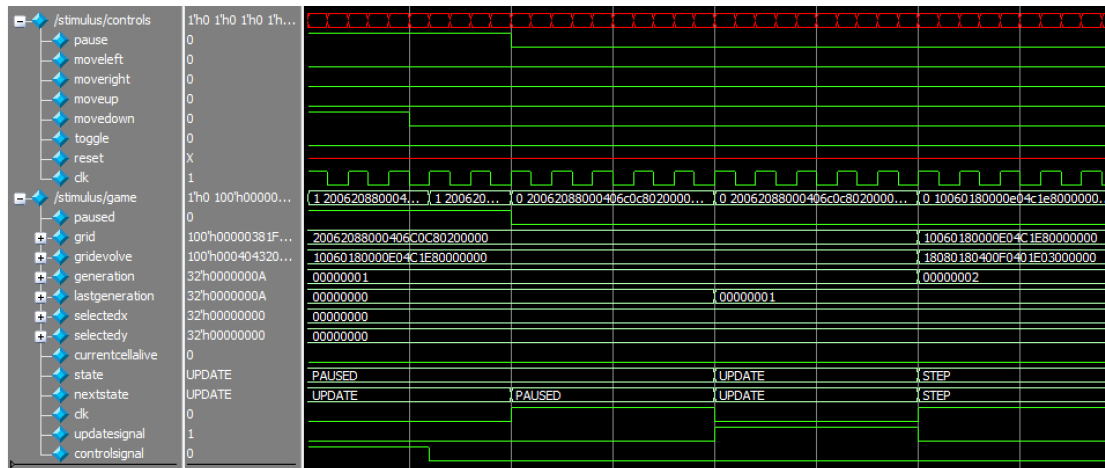 /stimulus/controls 1'h0 1'h0 1'h0 1'h...
pause 0
moveleft 0
moveright 0
moveup 0
movedown 0
toggle 0
reset X
clk 1
/stimulus/game 1'h0 100'h00000... 1 200620880004... 1 200620... 0 20062088000406c0c8020000... 0 20062088000406c0c8020000... 0 10060180000e04c1e8000000...
paused 0
grid 100'h00000381F... 20062088000406C0C80200000 10060180000E04C1E80000000
gridevolve 100'h000404320... 10060180000E04C1E80000000 18080180400F0401E03000000
generation 32'h0000000A 00000001 00000002
lastgeneration 32'h0000000A 00000000 00000001
selectedx 32'h00000000 00000000
selectedy 32'h00000000 00000000
currentcellalive 0
state UPDATE PAUSED UPDATE STEP
nextstate UPDATE UPDATE PAUSED UPDATE STEP
clk 0
updatesignal 1
controlsignal 0